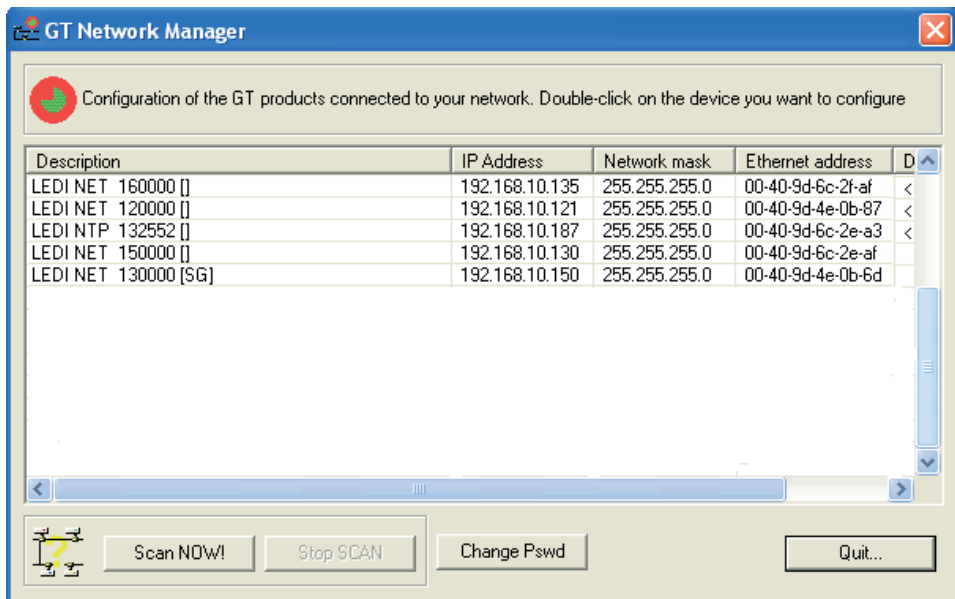 GT Network Manager
Configuration of the GT products connected to your network. Double-click on the device you want to configure
Description IP Address Network mask Ethernet address D
LEDI NET 160000 [] 192.168.10.135 255.255.255.0 00-40-9d-6c-2f-af <
LEDI NET 120000 [] 192.168.10.121 255.255.255.0 00-40-9d-4e-0b-87 <
LEDI NTP 132552 [] 192.168.10.187 255.255.255.0 00-40-9d-6c-2e-a3 <
LEDI NET 150000 [] 192.168.10.130 255.255.255.0 00-40-9d-6c-2e-af
LEDI NET 130000 [SG] 192.168.10.150 255.255.255.0 00-40-9d-4e-0b-6d
Scan NOW! Stop SCAN Change Pswd Quit...